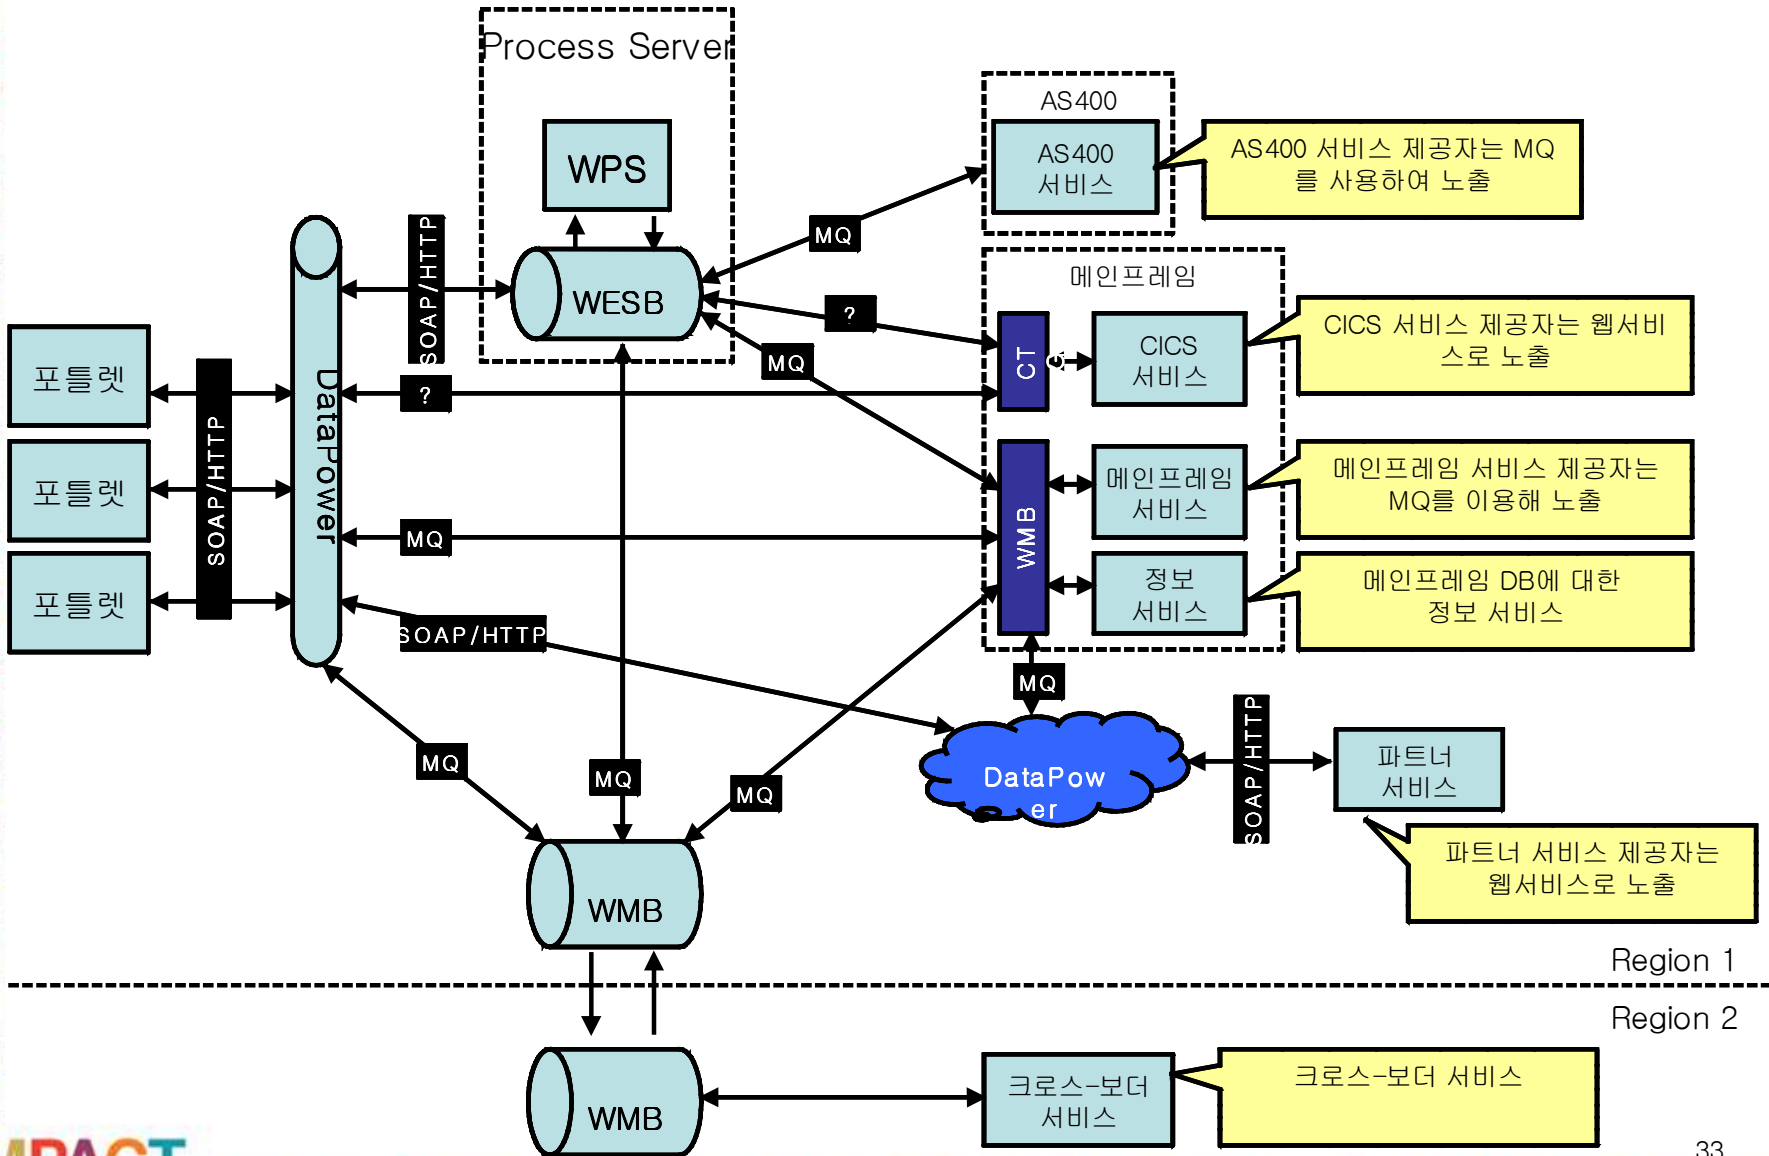 Process Server
AS400
WPS
AS400
서비스
AS400 서비스 제공자는 MQ
를 사용하여 노출
SOAP/HTTP
MQ
WESB
메인프레임
?
CICS 서비스 제공자는 웹서비
스로 노출
CTG
CICS
서비스
MQ
포틀렛
?
DataPower
SOAP/HTTP
포틀렛
메인프레임
서비스
메인프레임 서비스 제공자는
MQ를 이용해 노출
WMB
MQ
포틀렛
정보
서비스
메인프레임 DB에 대한
정보 서비스
SOAP/HTTP
MQ
SOAP/HTTP
MQ
MQ
MQ
DataPow
er
파트너
서비스
파트너 서비스 제공자는
웹서비스로 노출
WMB
Region 1
Region 2
WMB
크로스-보더
서비스
크로스-보더 서비스
33